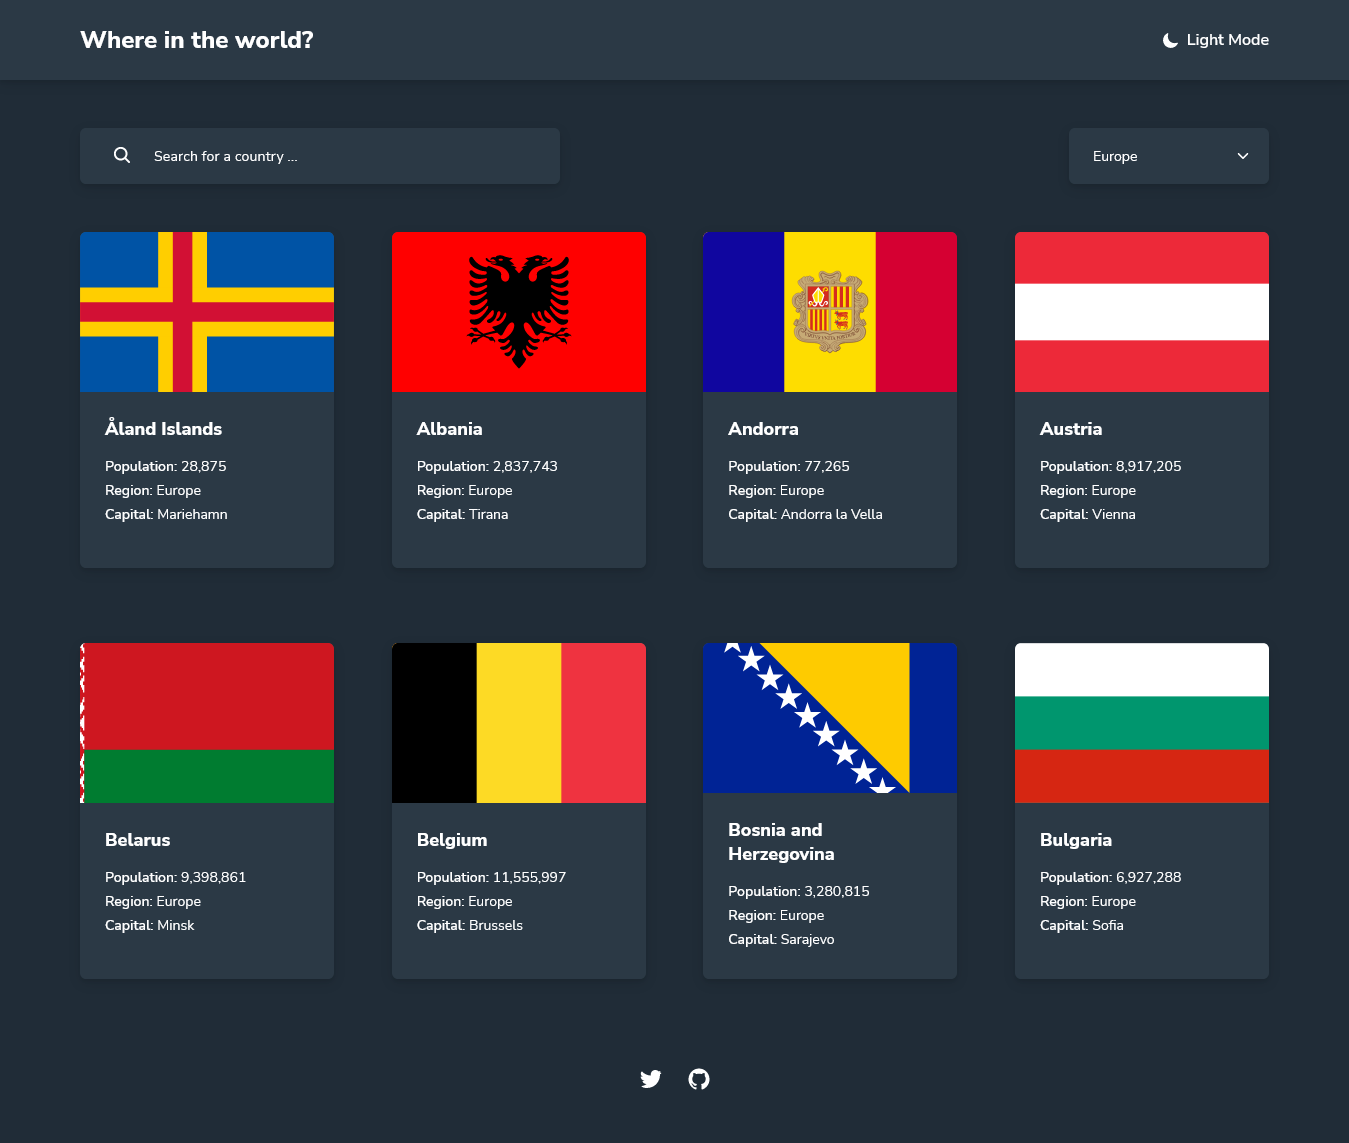 Where in the world?
Light Mode
Search for a country ...
Europe
Åland Islands
Population: 28,875
Region: Europe
Capital: Mariehamn
Albania
Population: 2,837,743
Region: Europe
Capital: Tirana
Andorra
Population: 77,265
Region: Europe
Capital: Andorra la Vella
Austria
Population: 8,917,205
Region: Europe
Capital: Vienna
Belarus
Population: 9,398,861
Region: Europe
Capital: Minsk
Belgium
Population: 11,555,997
Region: Europe
Capital: Brussels
Bosnia and
Herzegovina
Population: 3,280,815
Region: Europe
Capital: Sarajevo
Bulgaria
Population: 6,927,288
Region: Europe
Capital: Sofia